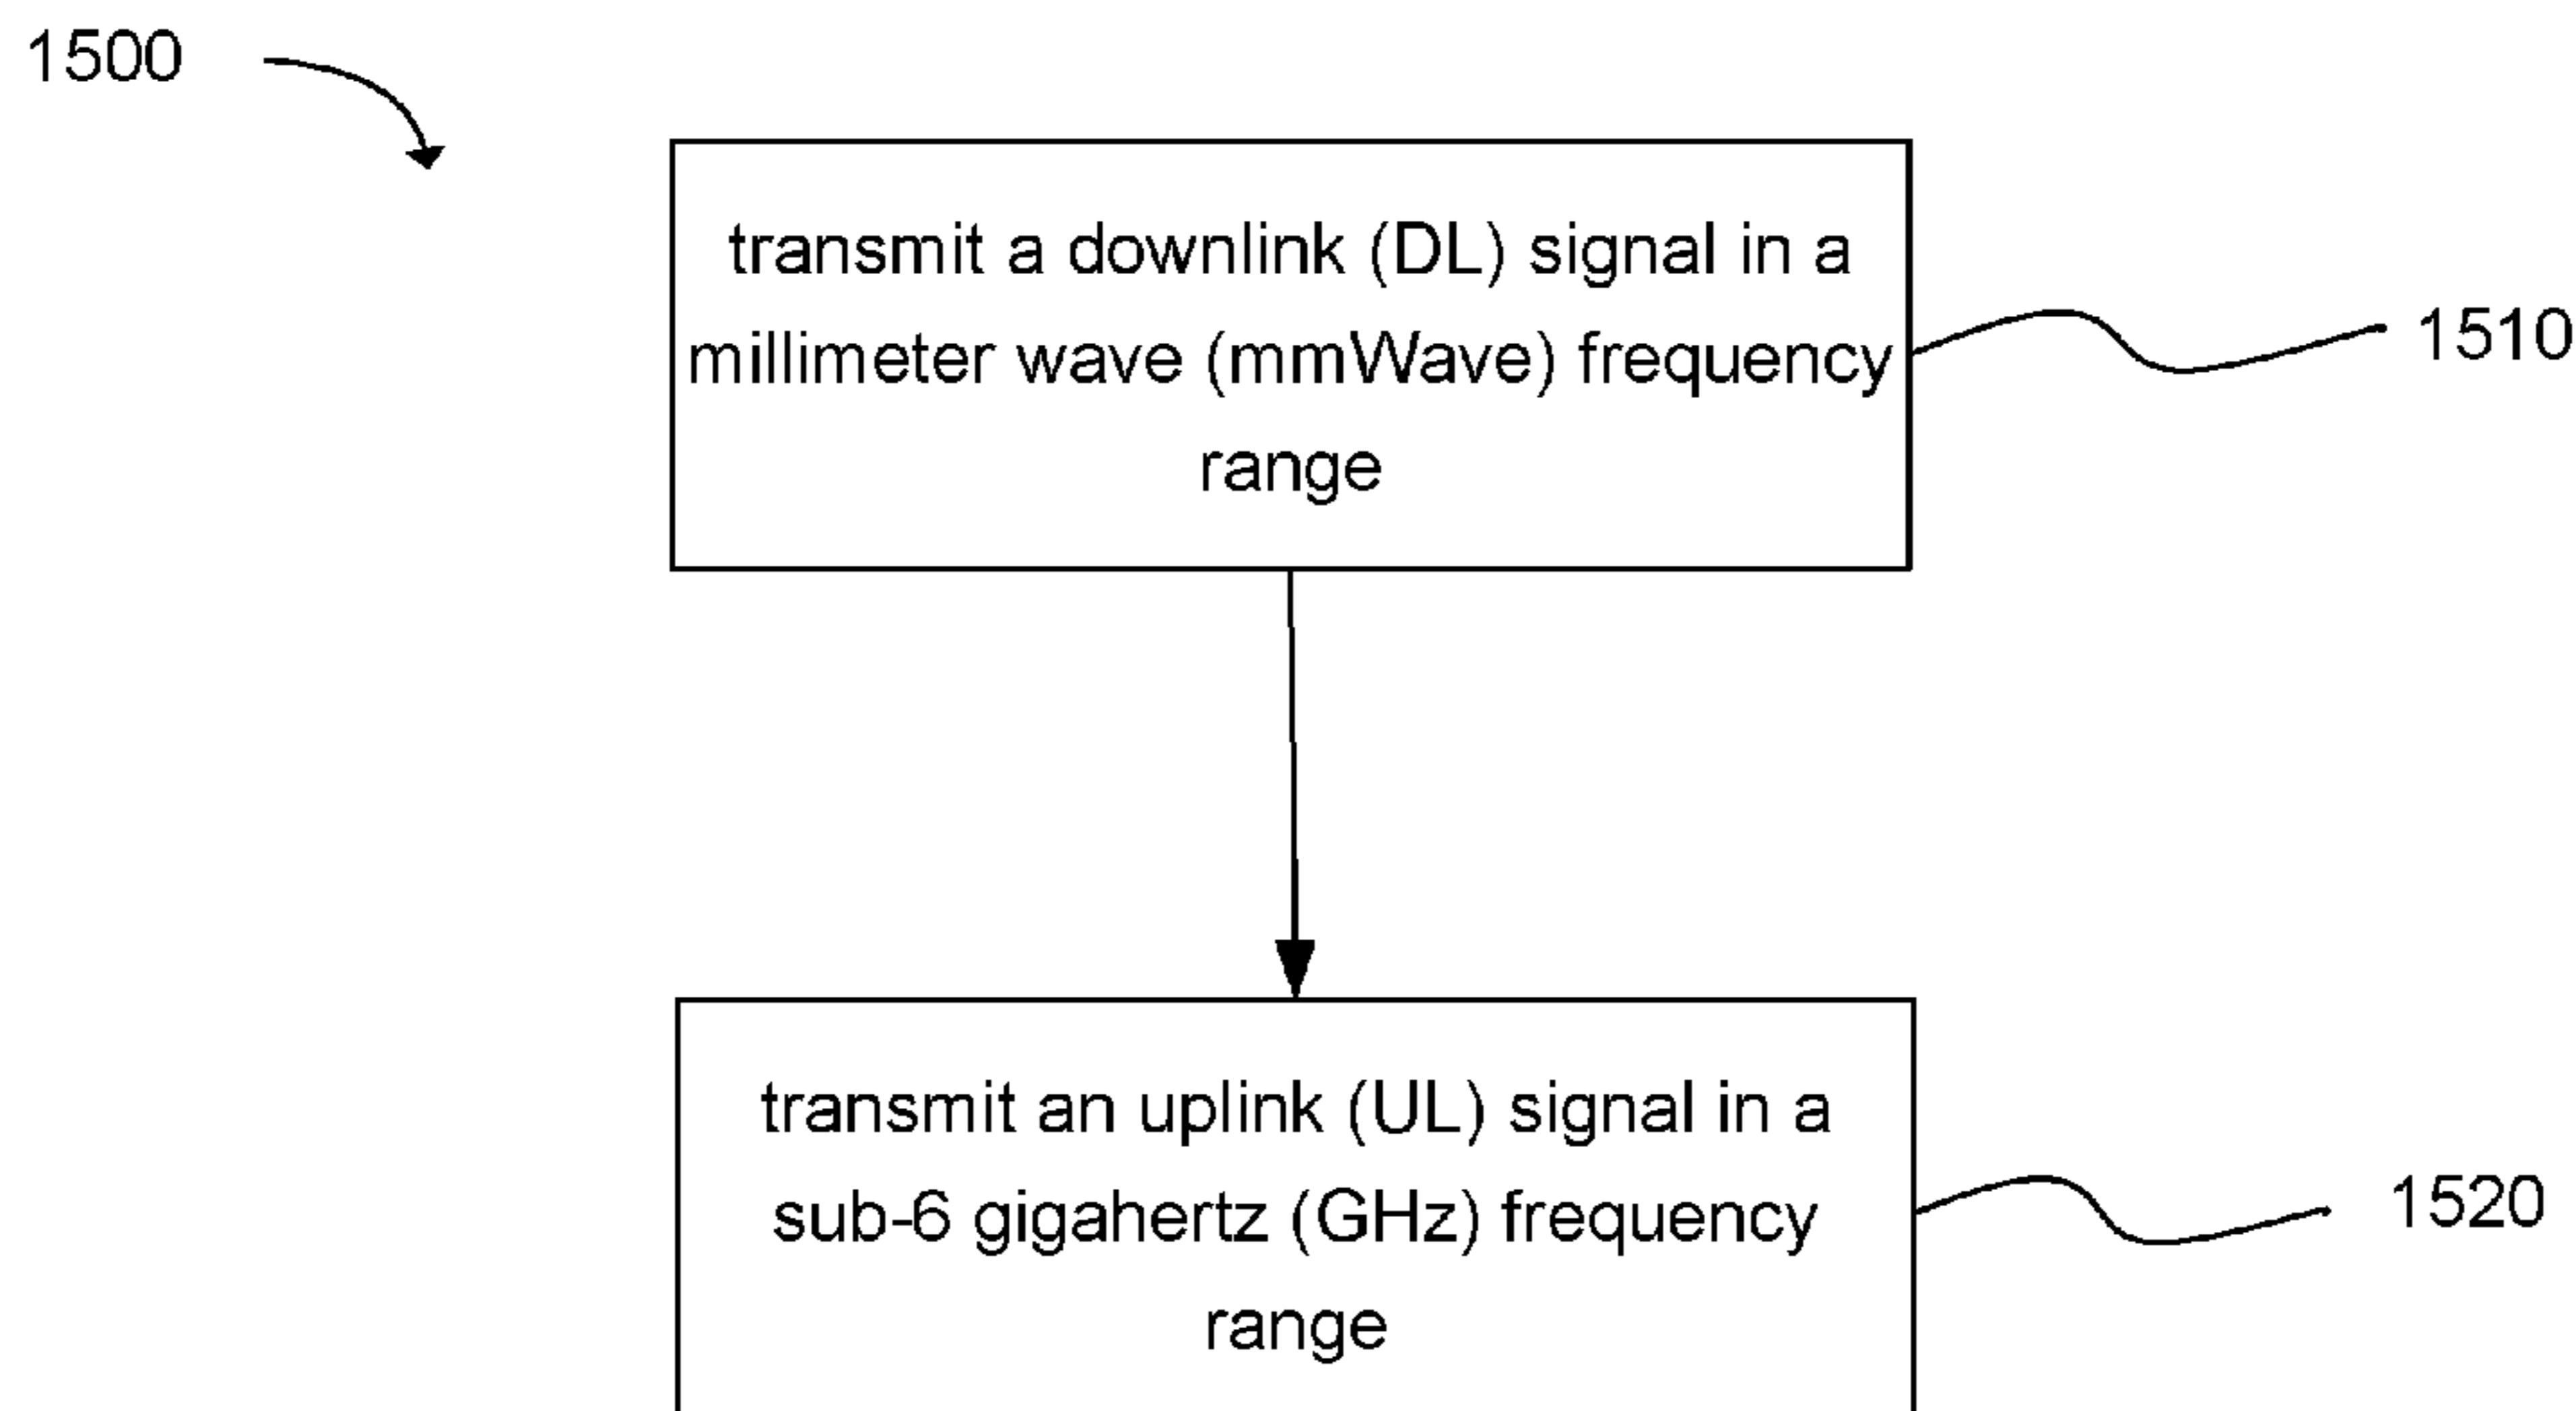 1500
transmit a downlink (DL) signal in a
millimeter wave (mmWave) frequency
range
1510
transmit an uplink (UL) signal in a
sub-6 gigahertz (GHz) frequency
range
1520